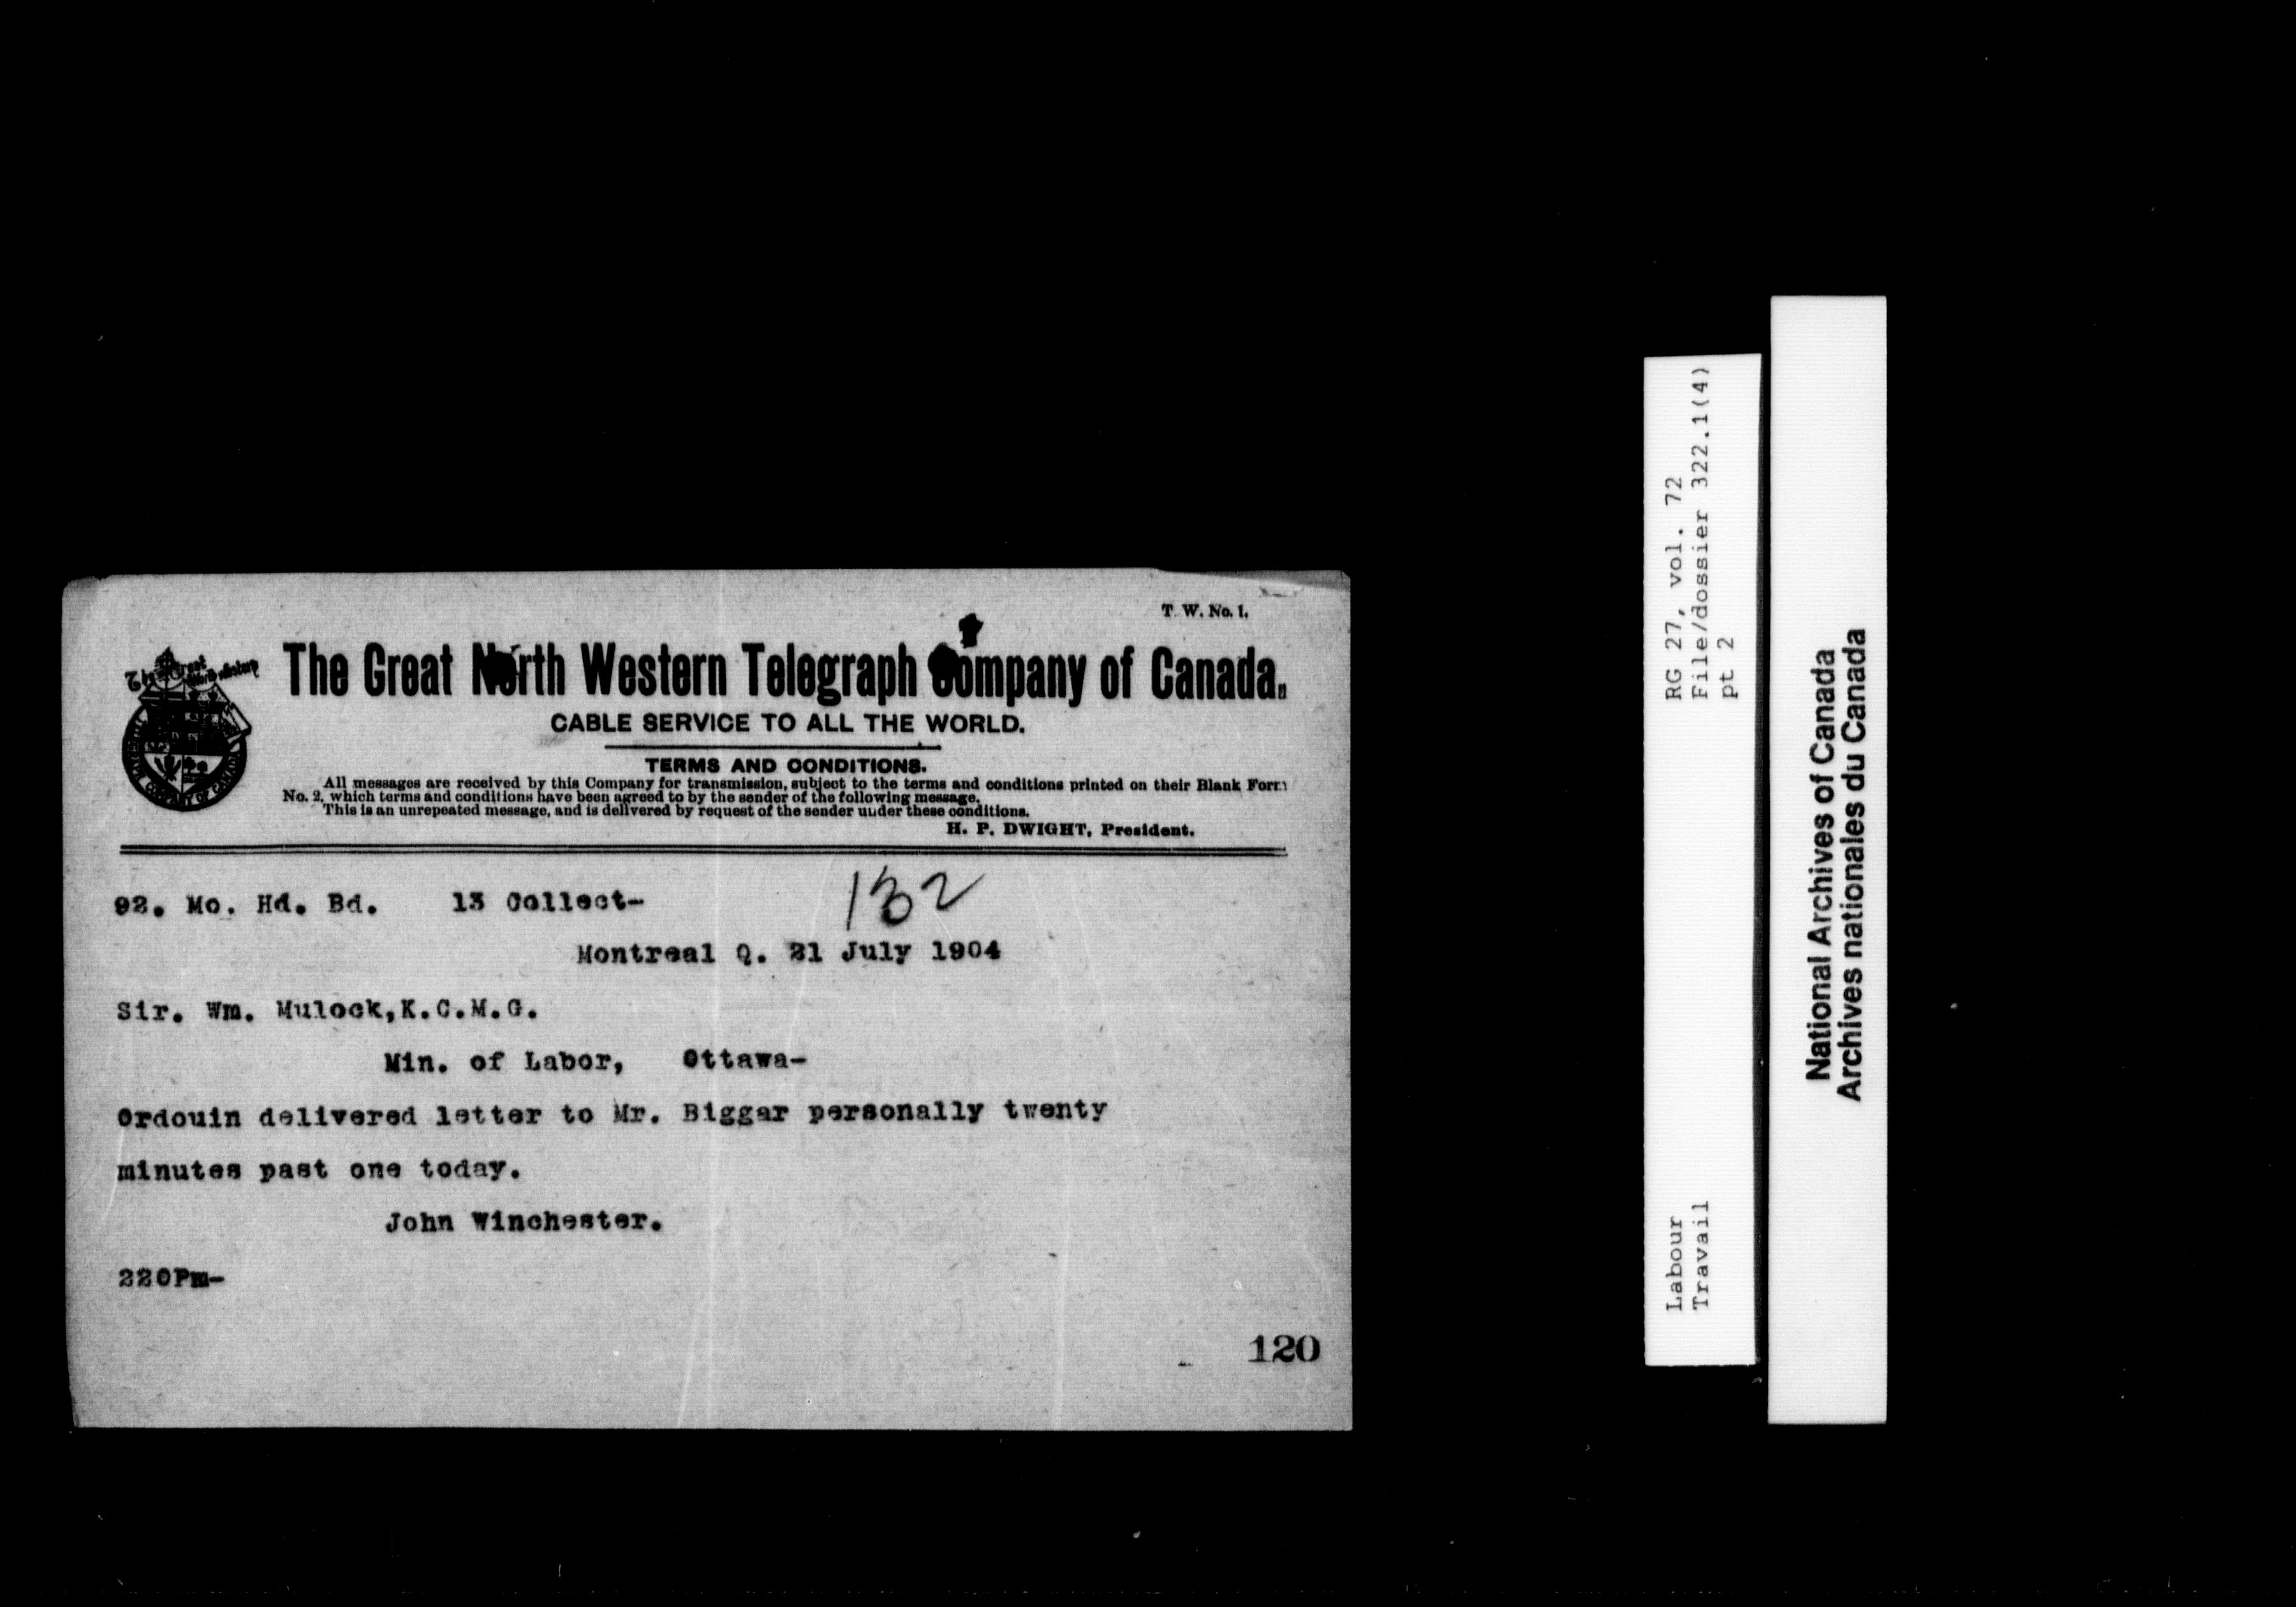 T. W. No. 1.
The Great North Western Telegraph Company of Canada.
CABLE SERVICE TO ALL THE WORLD.
TERMS AND CONDITIONS.
All messages are received by this Company for transmission, subject to the terms and conditions printed on their Blank Form
No. 2, which terms and conditions have been agreed to by the sender of the following message.
This is an unrepeated message, and is delivered by request of the sender under these conditions.
H. P. DWIGHT, President.
132
92. Mo. Hd. Bd. 13 Collect-
Montreal Q. 21 July 1904
Sir. Wm. Mulock,K.C.M.G.
Min. of Labor, Ottawa-
Ordouin delivered letter to Mr. Biggar personally twenty
minutes past one today.
John Winchester.
220Pm-
120
RG 27, vol. 72
File/dossier 322.1(4)
pt 2
Labour
Travail
National Archives of Canada
Archives nationales du Canada